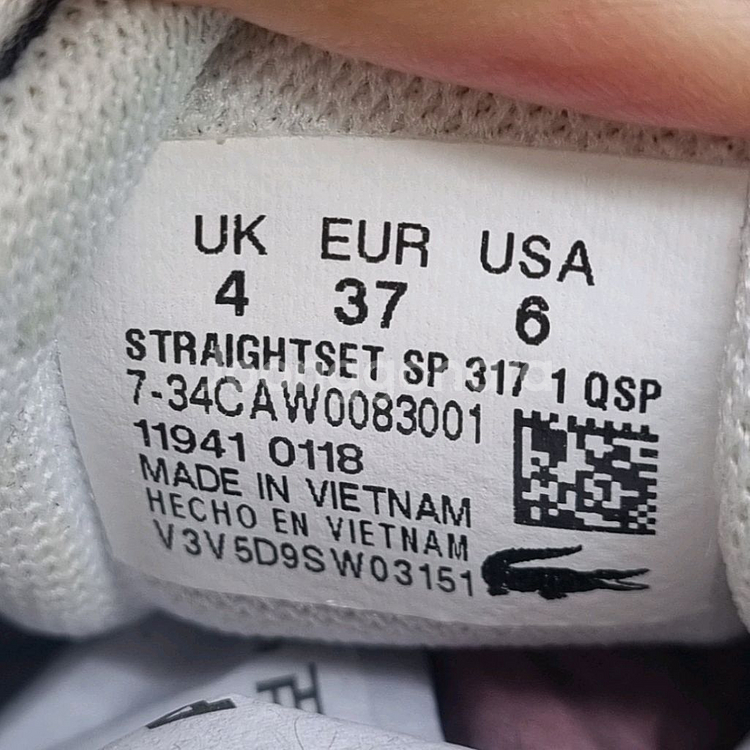 UK EUR USA
4 37 6
STRAIGHTSET SP 317 1 QSP
7-34CAW0083001
11941 0118
MADE IN VIETNAM
HECHO EN VIETNAM
V3V5D9SW03151